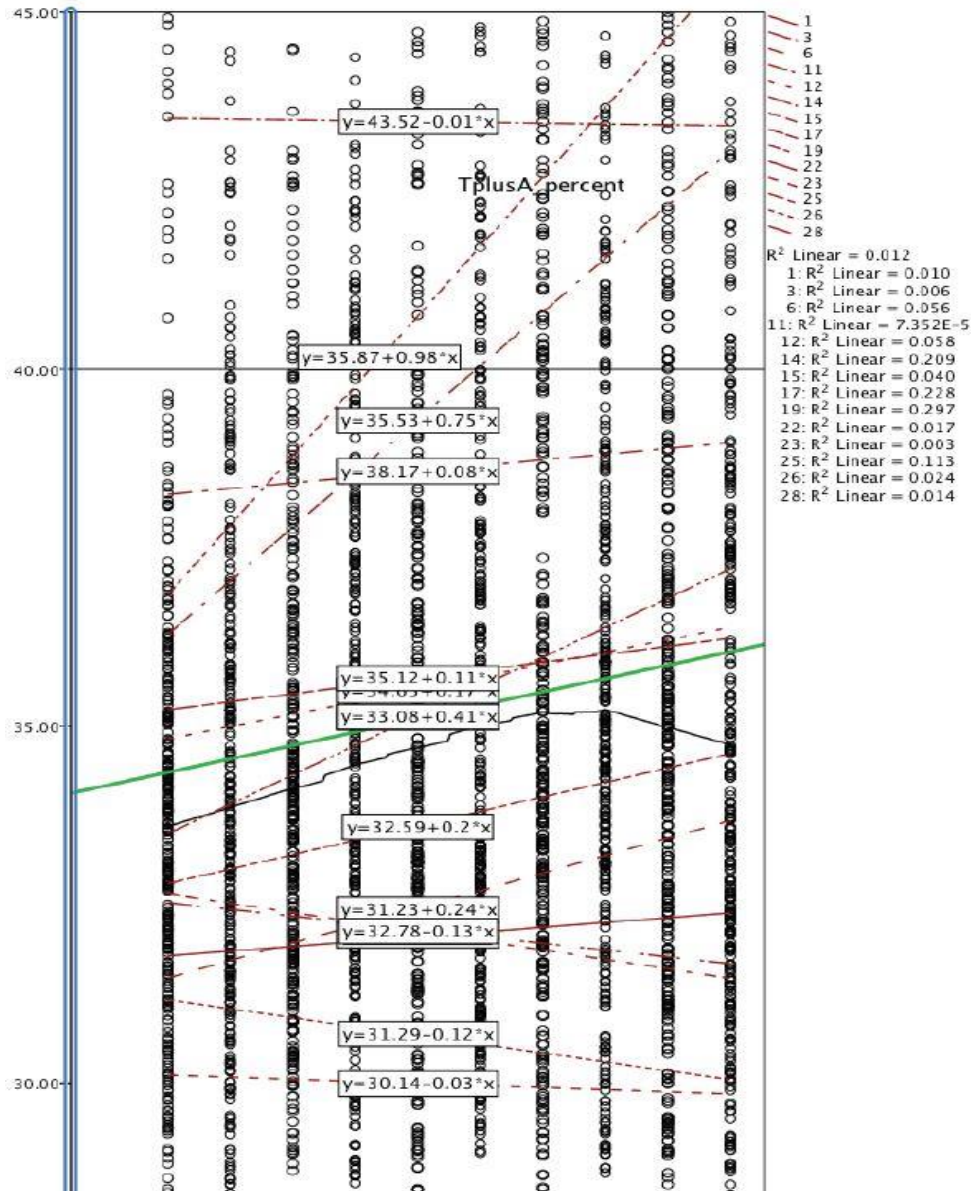 45.00
1
3
6
11
12
14
15
17
19
22
23
25
26
28
y=43.52-0.01*x
TplusA_percent
R² Linear = 0.012
1: R² Linear = 0.010
3: R² Linear = 0.006
6: R² Linear = 0.056
11: R² Linear = 7.352E-5
12: R² Linear = 0.058
14: R² Linear = 0.209
15: R² Linear = 0.040
17: R² Linear = 0.228
19: R² Linear = 0.297
22: R² Linear = 0.017
23: R² Linear = 0.003
25: R² Linear = 0.113
26: R² Linear = 0.024
28: R² Linear = 0.014
y=35.87+0.98*x
40.00
y=35.53+0.75*x
y=38.17+0.08*x
y=35.12+0.11*x
35.00
y=33.08+0.41*x
y=32.59+0.2*x
y=31.23+0.24*x
y=32.78-0.13*x
y=31.29-0.12*x
30.00
y=30.14-0.03*x